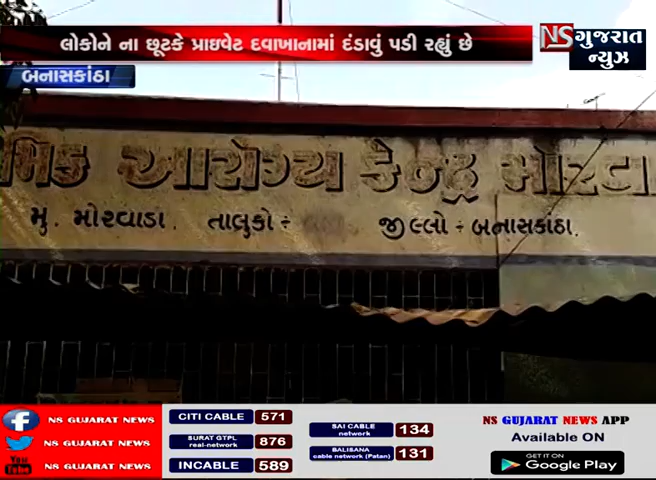 લોકોને ના છૂટકે પ્રાઇવેટ દવાખાનામાં દંડાવું પડી રહ્યું છે
NS ગુજરાત
ન્યુઝ
બનાસકાંઠા
આરોગ્ય કેન્દ્ર
મુ. મોરવાડા. તાલુકો ÷ જીલ્લો ÷ બનાસકાંઠા.
NS GUJARAT NEWS
NS GUJARAT NEWS
NS GUJARAT NEWS
CITI CABLE 571
SURAT GTPL real-network 876
INCABLE 589
SAI CABLE network 134
BALISANA cable network (Patan) 131
NS GUJARAT NEWS APP
Available ON
GET IT ON
Google Play